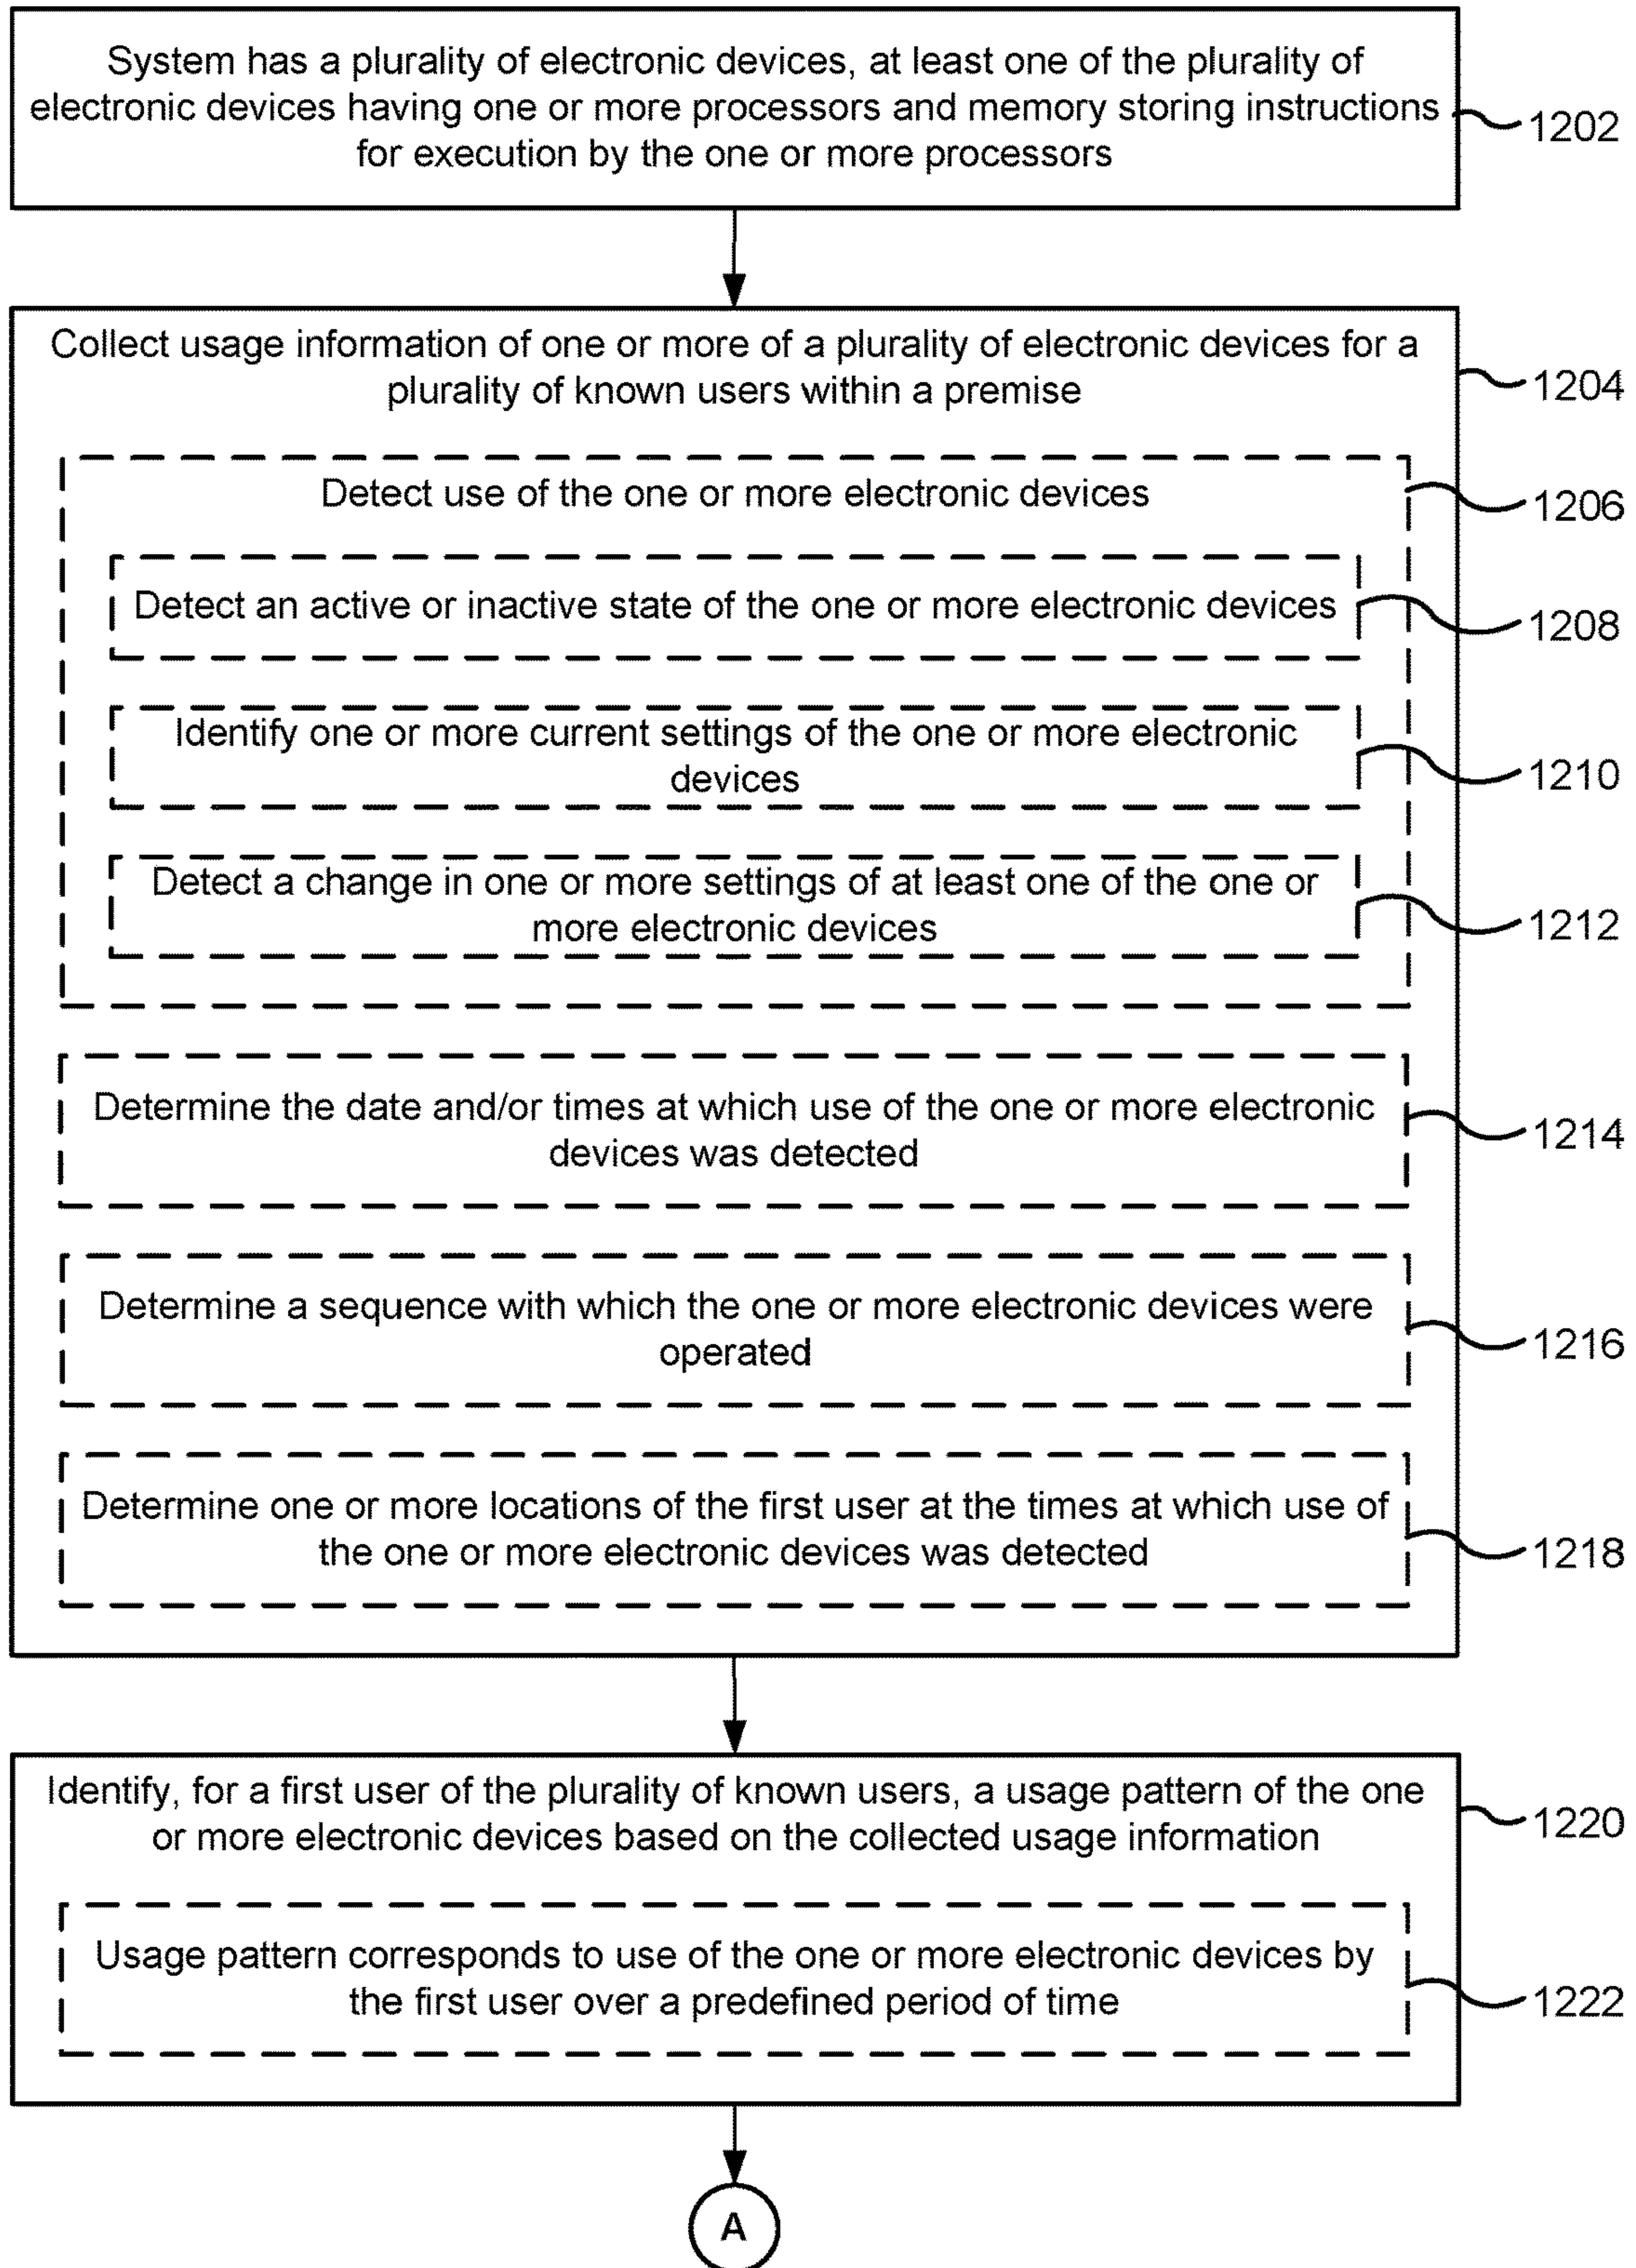 System has a plurality of electronic devices, at least one of the plurality of
electronic devices having one or more processors and memory storing instructions
for execution by the one or more processors
1202
Collect usage information of one or more of a plurality of electronic devices for a
plurality of known users within a premise
1204
Detect use of the one or more electronic devices
1206
Detect an active or inactive state of the one or more electronic devices
1208
Identify one or more current settings of the one or more electronic
devices
1210
Detect a change in one or more settings of at least one of the one or
more electronic devices
1212
Determine the date and/or times at which use of the one or more electronic
devices was detected
1214
Determine a sequence with which the one or more electronic devices were
operated
1216
Determine one or more locations of the first user at the times at which use of
the one or more electronic devices was detected
1218
Identify, for a first user of the plurality of known users, a usage pattern of the one
or more electronic devices based on the collected usage information
1220
Usage pattern corresponds to use of the one or more electronic devices by
the first user over a predefined period of time
1222
A